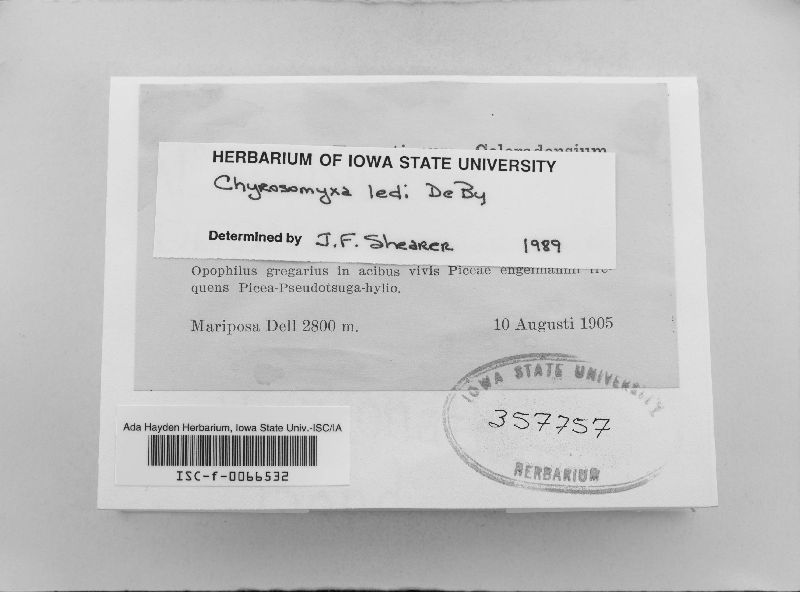 Coloradensium
HERBARIUM OF IOWA STATE UNIVERSITY
Chyrosomyxa ledi DeBy
Determined by J.F. Shearer 1989
Opophilus gregarius in acibus vivis Piceae engelmannii fre-
quens Picea-Pseudotsuga-hylio.
Mariposa Dell 2800 m. 10 Augusti 1905
IOWA STATE UNIVERSITY
357757
HERBARIUM
Ada Hayden Herbarium, Iowa State Univ.-ISC/IA
ISC-f-0066532